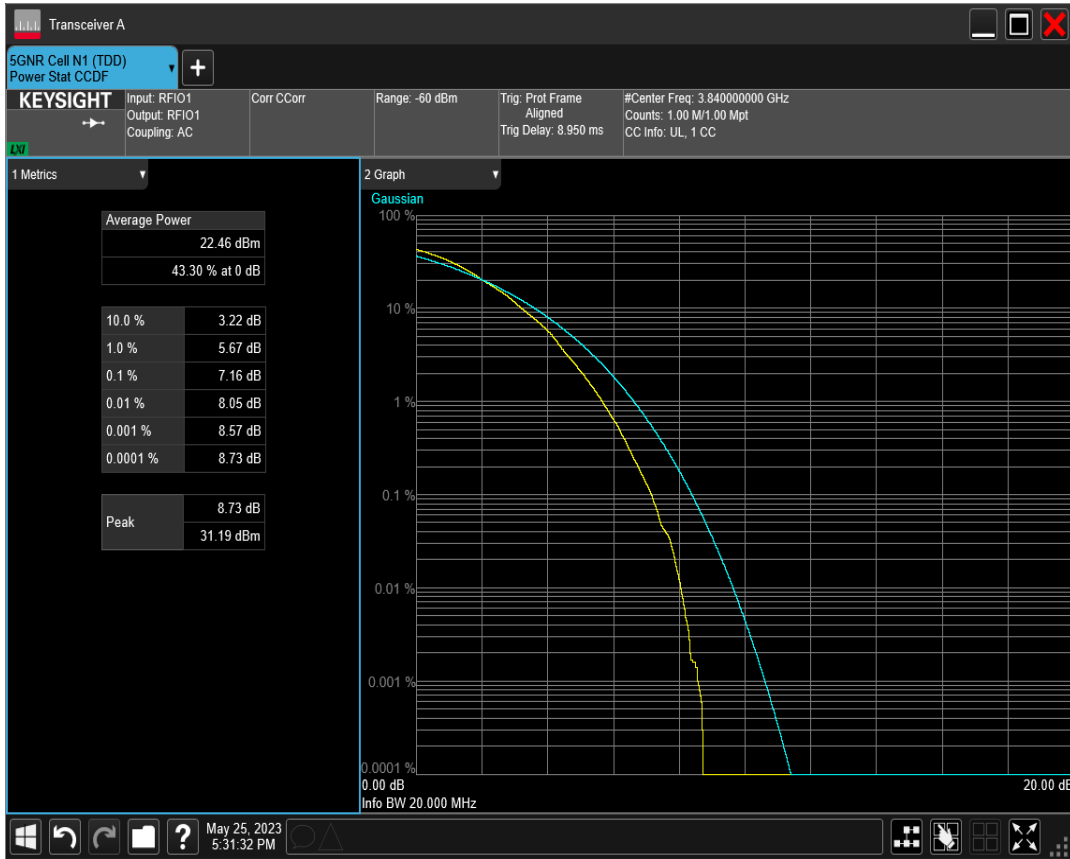 Transceiver A
5GNR Cell N1 (TDD)
Power Stat CCDF
+
KEYSIGHT
LXI
Input: RFIO1
Output: RFIO1
Coupling: AC
Corr CCorr
Range: -60 dBm
Trig: Prot Frame
Aligned
Trig Delay: 8.950 ms
#Center Freq: 3.840000000 GHz
Counts: 1.00 M/1.00 Mpt
CC Info: UL, 1 CC
1 Metrics
Average Power
22.46 dBm
43.30 % at 0 dB
10.0 % 3.22 dB
1.0 % 5.67 dB
0.1 % 7.16 dB
0.01 % 8.05 dB
0.001 % 8.57 dB
0.0001 % 8.73 dB
Peak
8.73 dB
31.19 dBm
2 Graph
Gaussian
100 %
10 %
1 %
0.1 %
0.01 %
0.001 %
0.0001 %
0.00 dB 20.00 dB
Info BW 20.000 MHz
?
May 25, 2023
5:31:32 PM